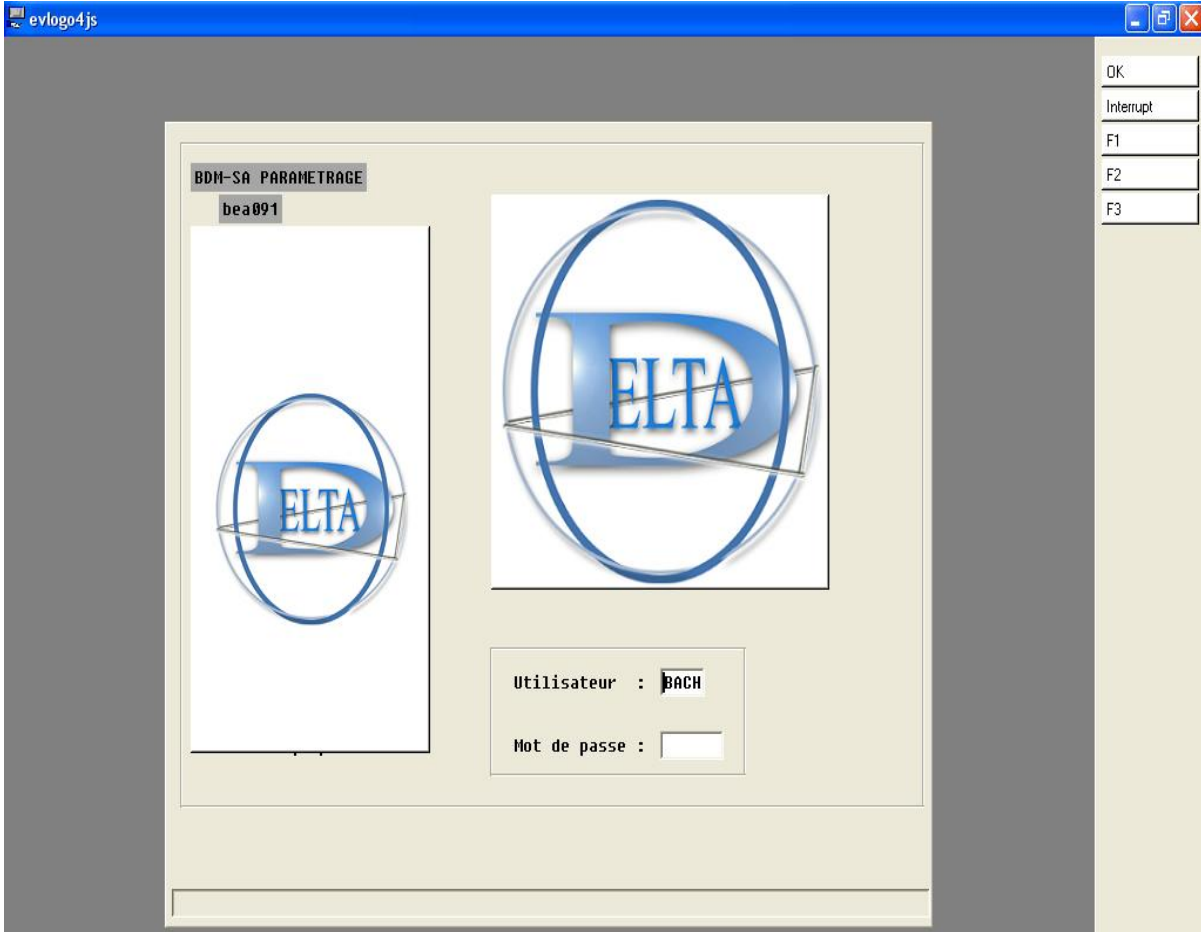 evlogo4js
OK
Interrupt
F1
F2
F3
BDM-SA PARAMETRAGE
bea091
DELTA
DELTA
Utilisateur : BACH
Mot de passe :